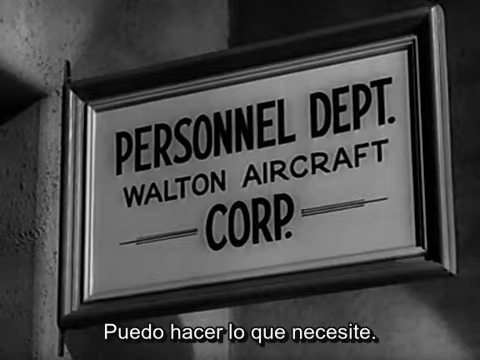 PERSONNEL DEPT.
WALTON AIRCRAFT
CORP.
Puedo hacer lo que necesite.